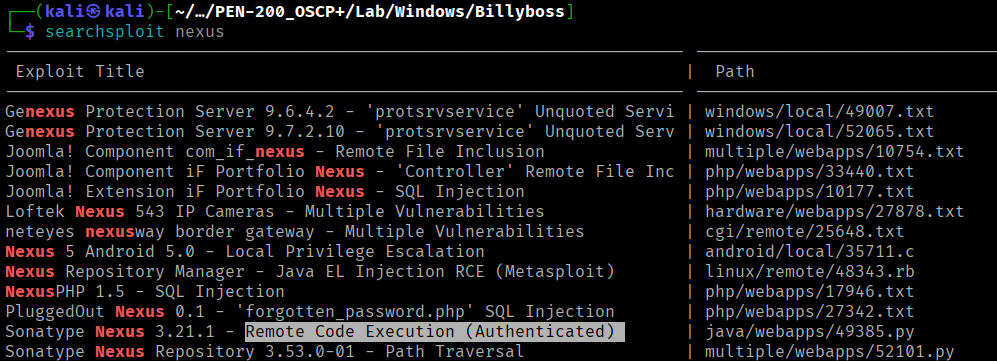 ┌──(kali㉿kali)-[~/…/PEN-200_OSCP+/Lab/Windows/Billyboss]
└─$ searchsploit nexus
Exploit Title | Path
Genexus Protection Server 9.6.4.2 - 'protsrvservice' Unquoted Servi | windows/local/49007.txt
Genexus Protection Server 9.7.2.10 - 'protsrvservice' Unquoted Serv | windows/local/52065.txt
Joomla! Component com_if_nexus - Remote File Inclusion | multiple/webapps/10754.txt
Joomla! Component iF Portfolio Nexus - 'Controller' Remote File Inc | php/webapps/33440.txt
Joomla! Extension iF Portfolio Nexus - SQL Injection | php/webapps/10177.txt
Loftek Nexus 543 IP Cameras - Multiple Vulnerabilities | hardware/webapps/27878.txt
neteyes nexusway border gateway - Multiple Vulnerabilities | cgi/remote/25648.txt
Nexus 5 Android 5.0 - Local Privilege Escalation | android/local/35711.c
Nexus Repository Manager - Java EL Injection RCE (Metasploit) | linux/remote/48343.rb
NexusPHP 1.5 - SQL Injection | php/webapps/17946.txt
PluggedOut Nexus 0.1 - 'forgotten_password.php' SQL Injection | php/webapps/27342.txt
Sonatype Nexus 3.21.1 - Remote Code Execution (Authenticated) | java/webapps/49385.py
Sonatype Nexus Repository 3.53.0-01 - Path Traversal | multiple/webapps/52101.py